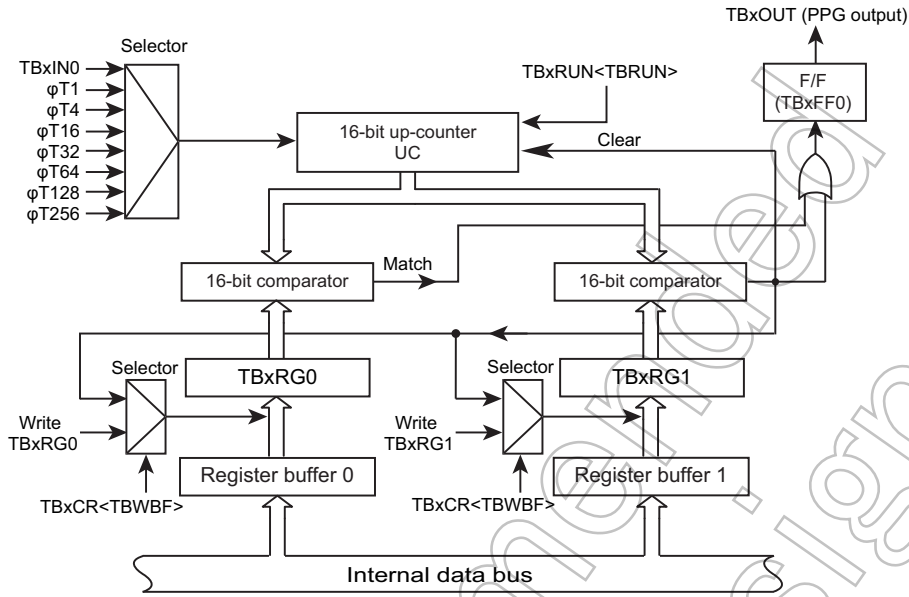 TBxOUT (PPG output)
Selector
TBxIN0
φT1
φT4
φT16
φT32
φT64
φT128
φT256
TBxRUN<TBRUN>
F/F
(TBxFF0)
16-bit up-counter
UC
Clear
16-bit comparator
Match
16-bit comparator
Selector
TBxRG0
Selector
TBxRG1
Write
TBxRG0
Write
TBxRG1
Register buffer 0
Register buffer 1
TBxCR<TBWBF>
TBxCR<TBWBF>
Internal data bus